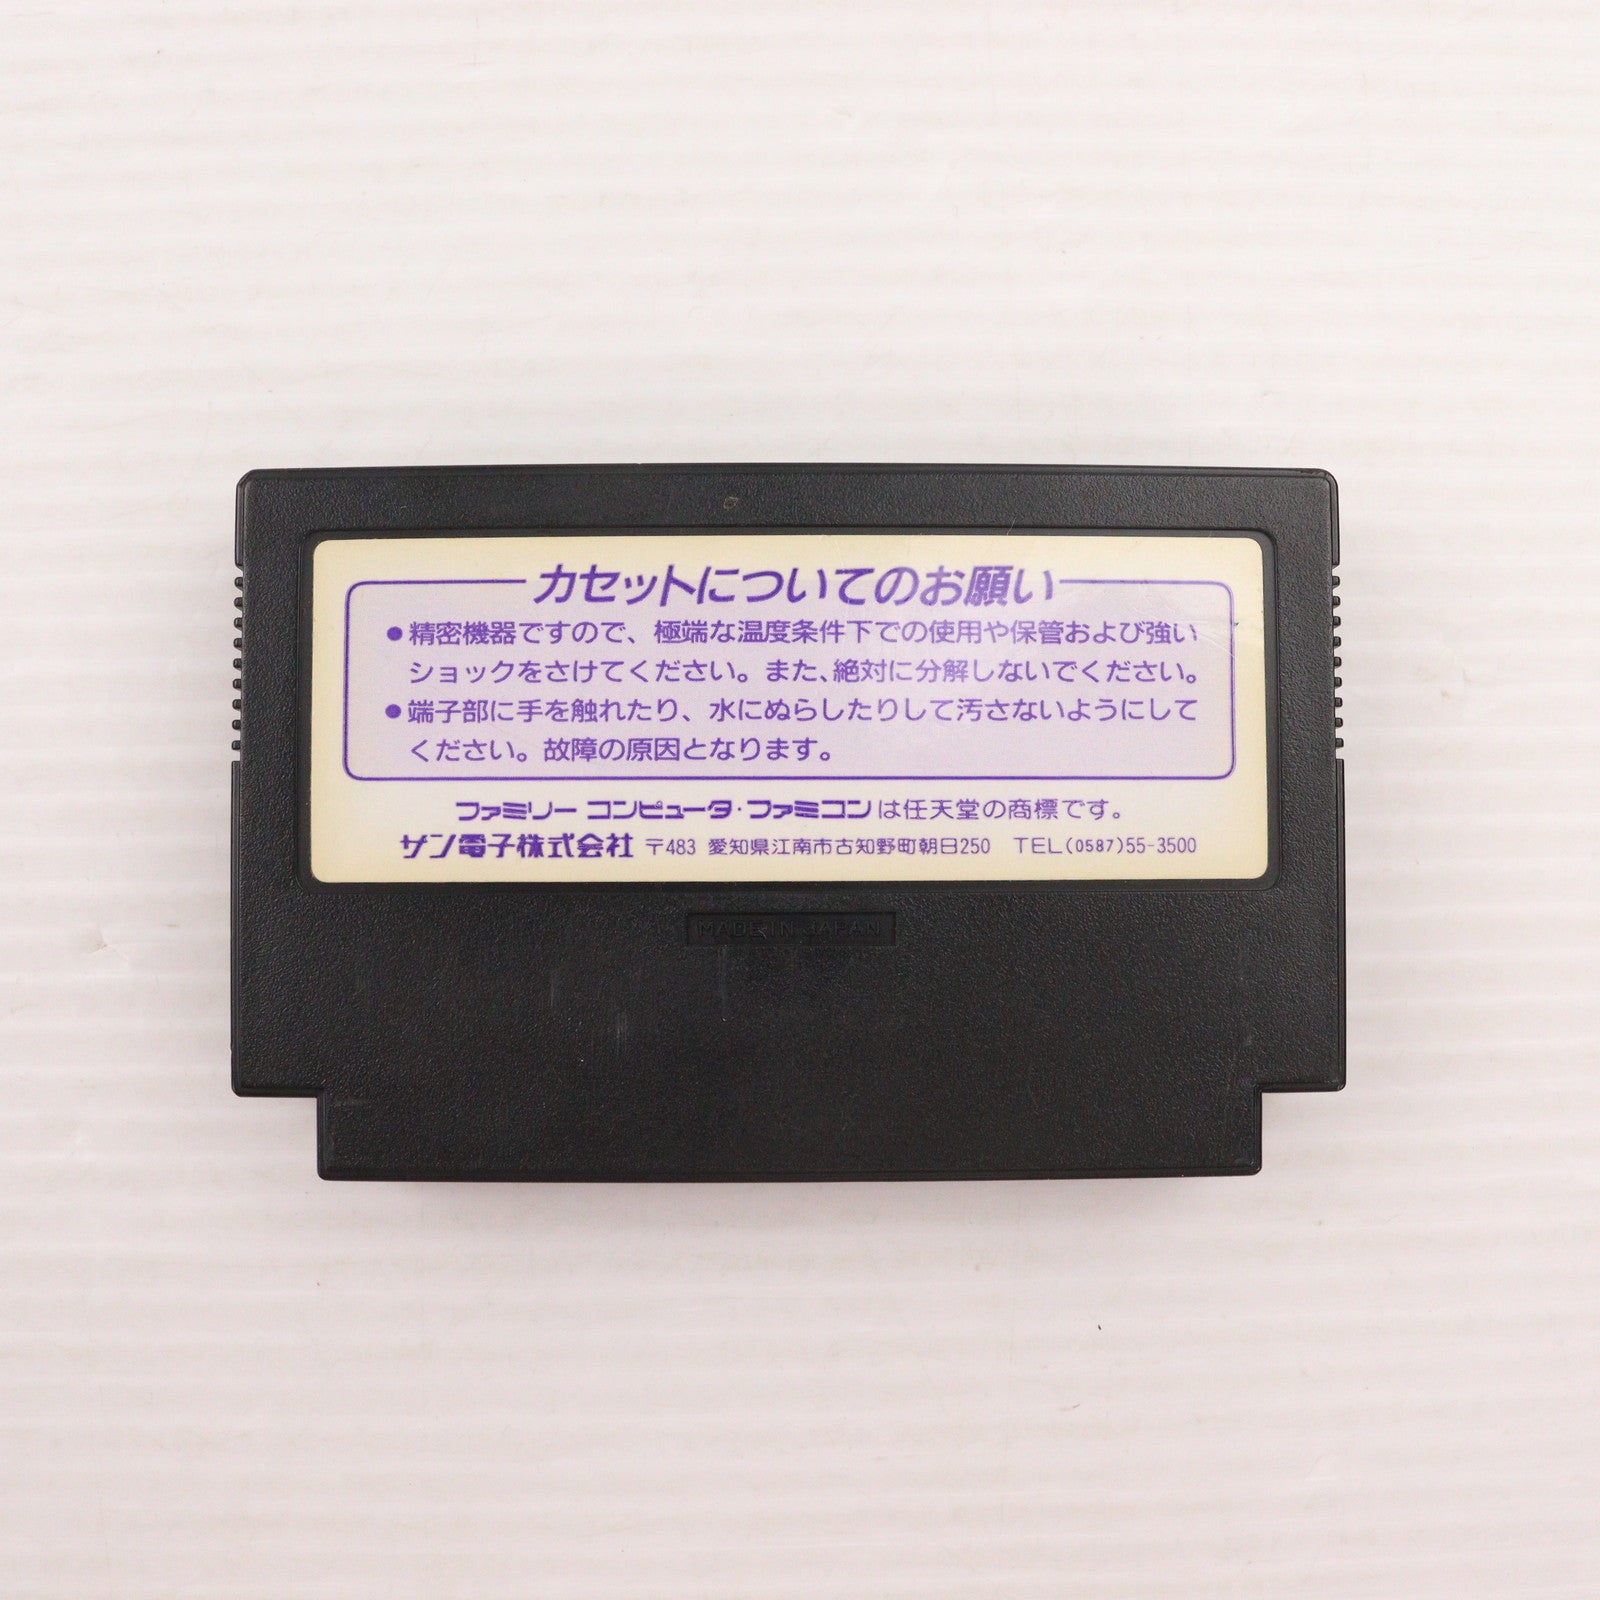 カセットについてのお願い
●精密機器ですので、極端な温度条件下での使用や保管および強い
ショックをさけてください。また、絶対に分解しないでください。
●端子部に手を触れたり、水にぬらしたりして汚さないようにして
ください。故障の原因となります。
ファミリーコンピュータ・ファミコンは任天堂の商標です。
サン電子株式会社 〒483 愛知県江南市古知野町朝日250 TEL(0587)55-3500
MADE IN JAPAN